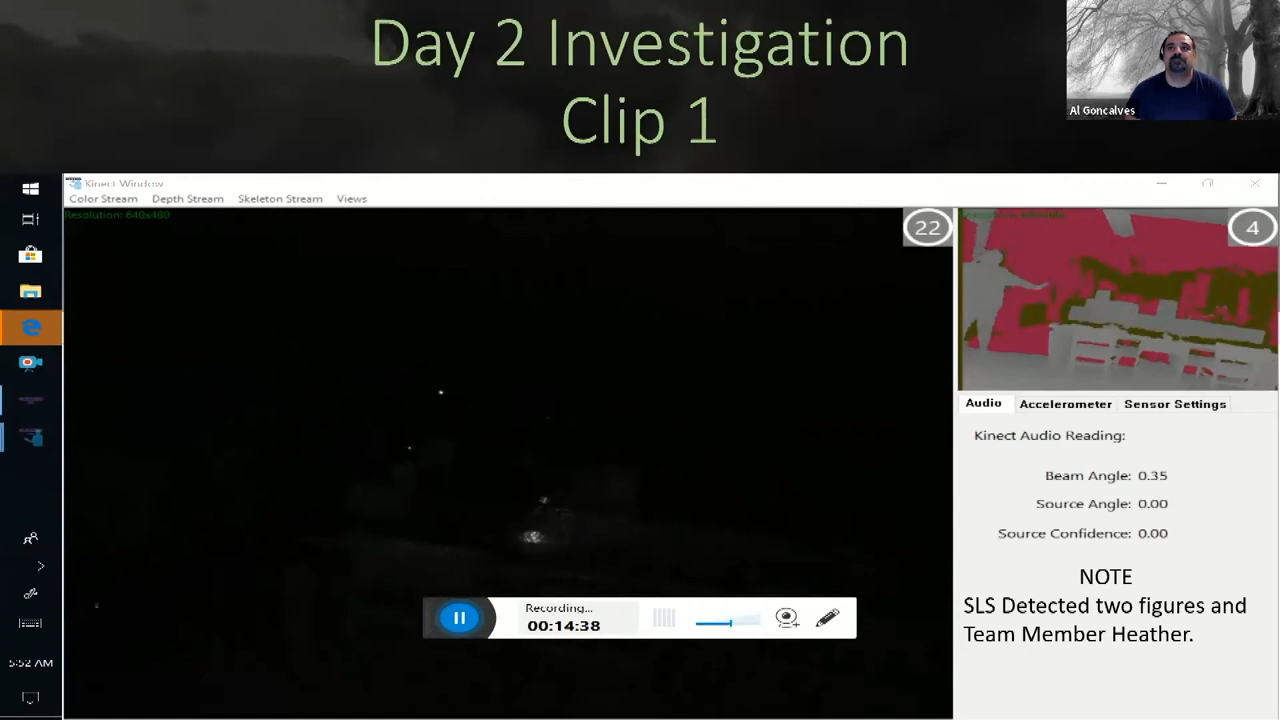 Day 2 Investigation
Clip 1
Al Goncalves
Kinect Window
Color Stream Depth Stream Skeleton Stream Views
Resolution: 640x480
22
4
Audio Accelerometer Sensor Settings
Kinect Audio Reading:
Beam Angle: 0.35
Source Angle: 0.00
Source Confidence: 0.00
NOTE
SLS Detected two figures and
Team Member Heather.
Recording...
00:14:38
5:52 AM